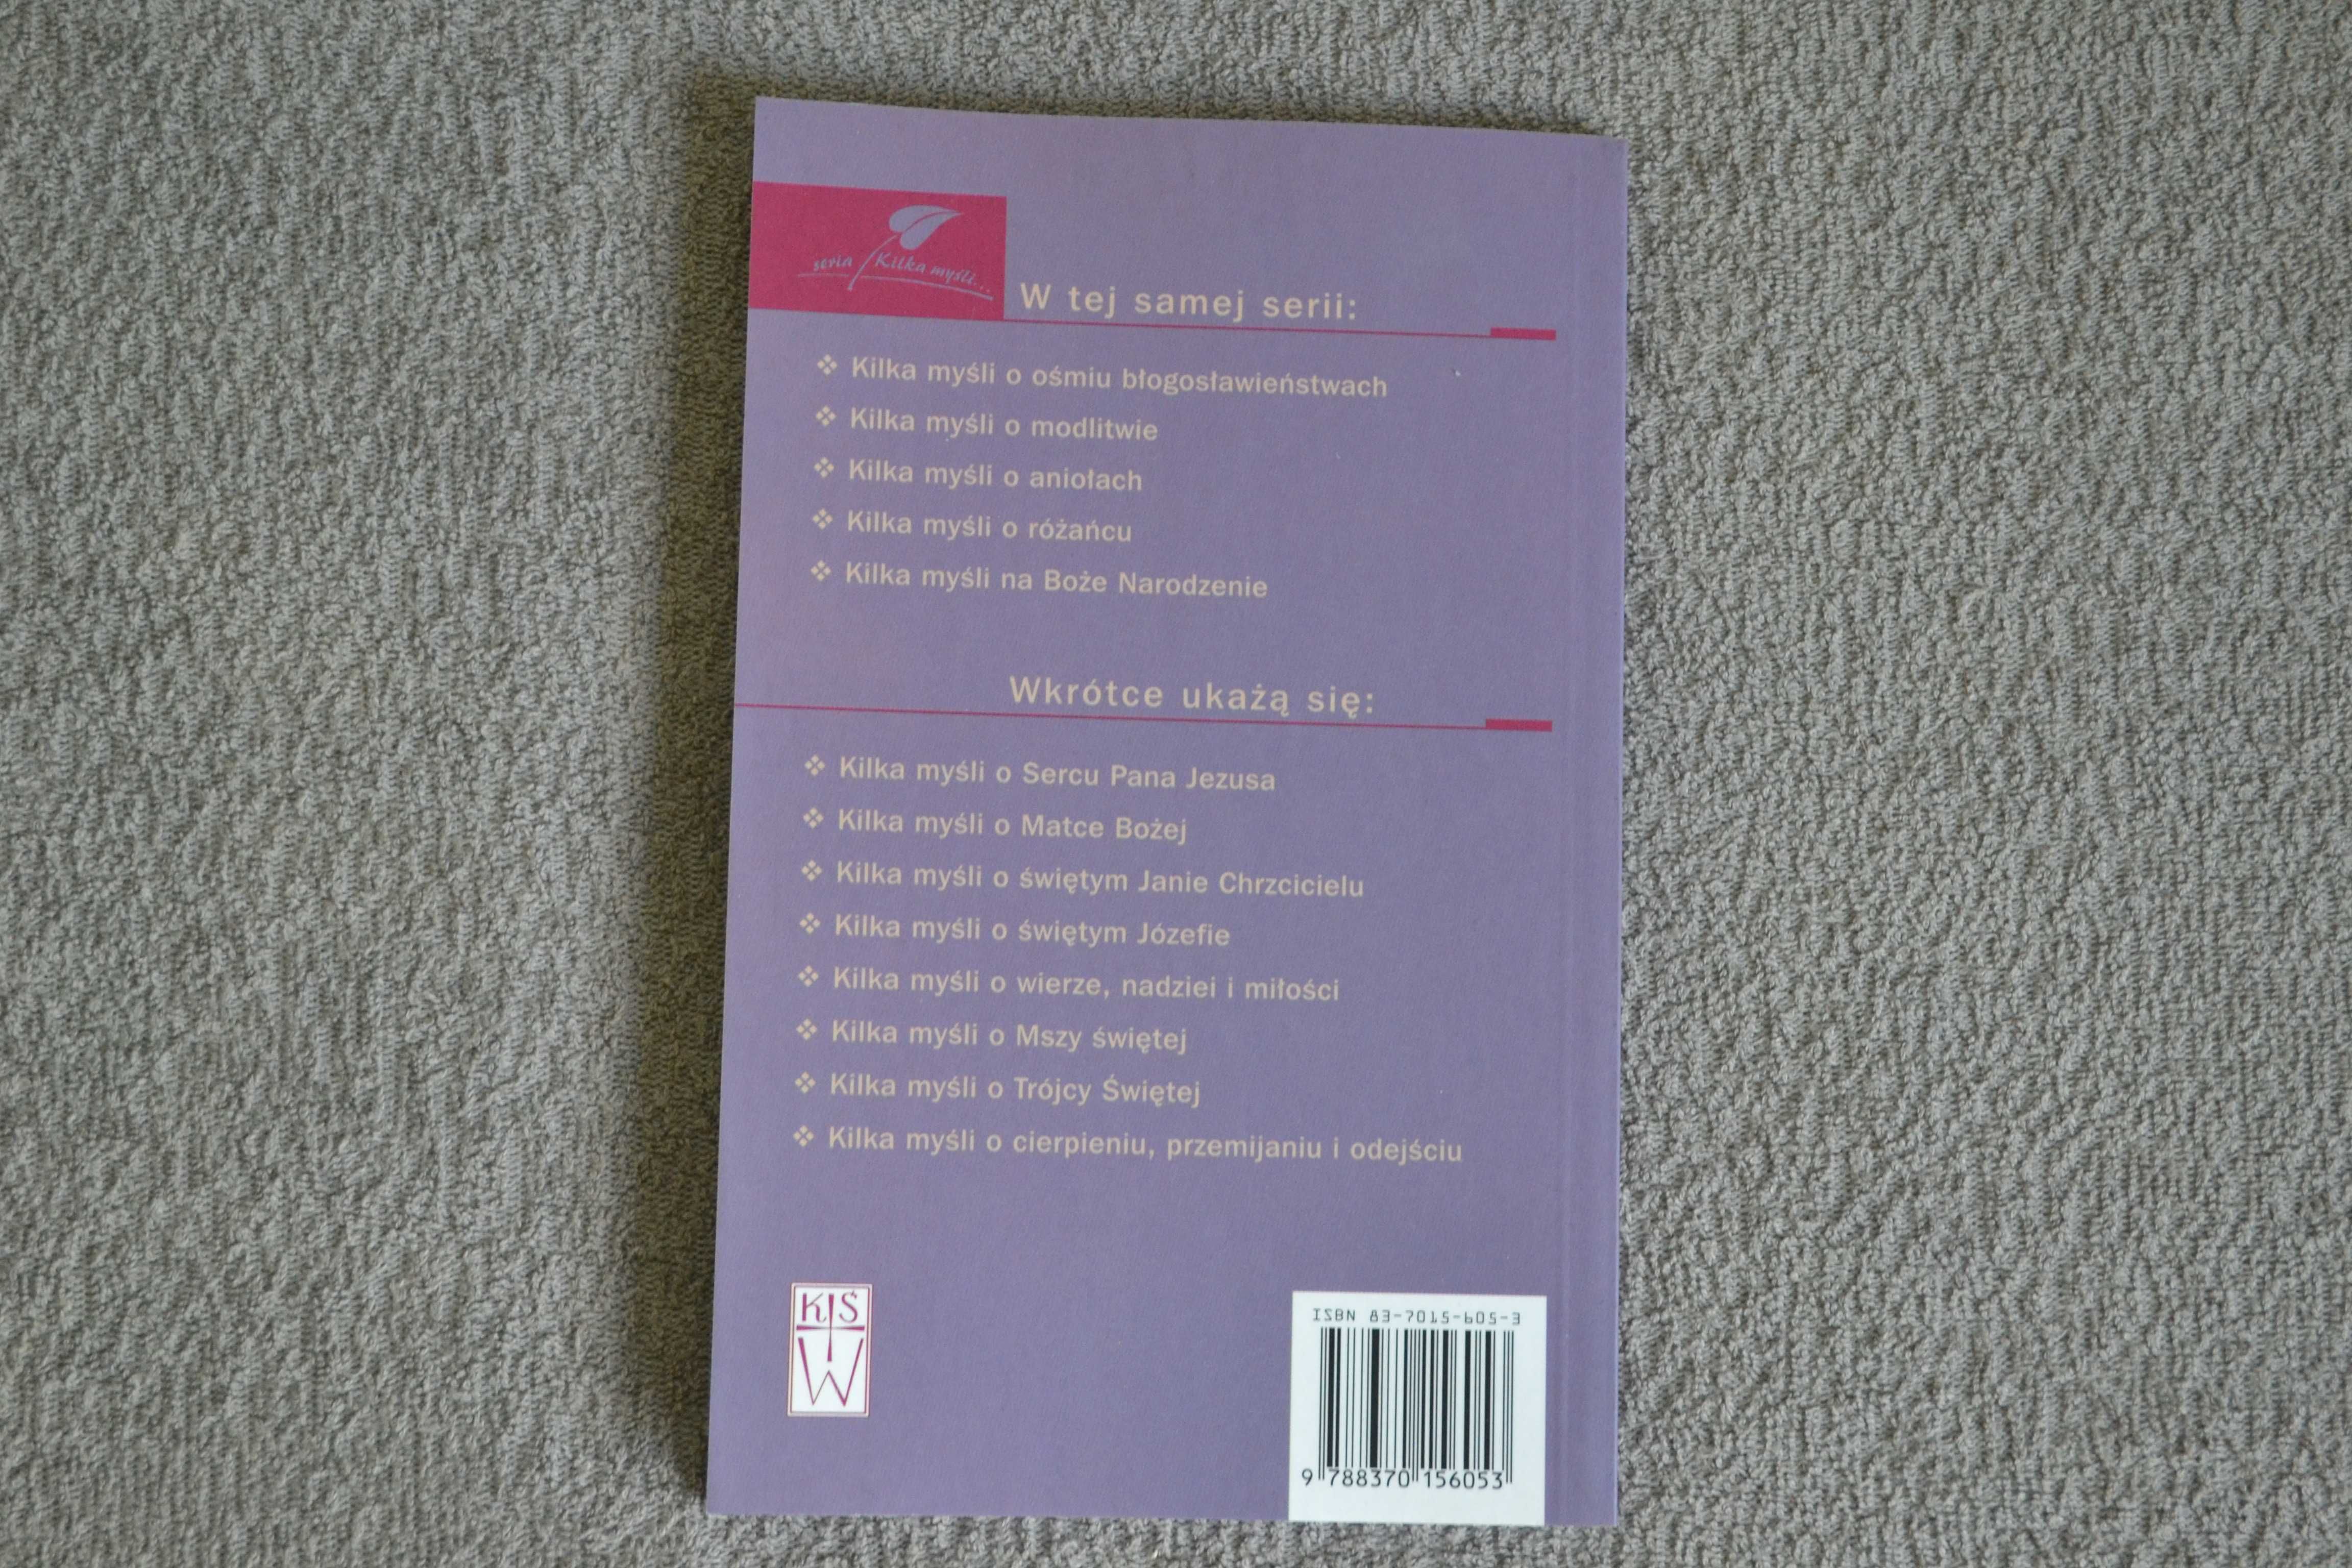 seria Kilka myśli...
W tej samej serii:
❖ Kilka myśli o ośmiu błogosławieństwach
❖ Kilka myśli o modlitwie
❖ Kilka myśli o aniołach
❖ Kilka myśli o różańcu
❖ Kilka myśli na Boże Narodzenie
Wkrótce ukażą się:
❖ Kilka myśli o Sercu Pana Jezusa
❖ Kilka myśli o Matce Bożej
❖ Kilka myśli o świętym Janie Chrzcicielu
❖ Kilka myśli o świętym Józefie
❖ Kilka myśli o wierze, nadziei i miłości
❖ Kilka myśli o Mszy świętej
❖ Kilka myśli o Trójcy Świętej
❖ Kilka myśli o cierpieniu, przemijaniu i odejściu
KŚ
W
ISBN 83-7015-605-3
9 788370 156053